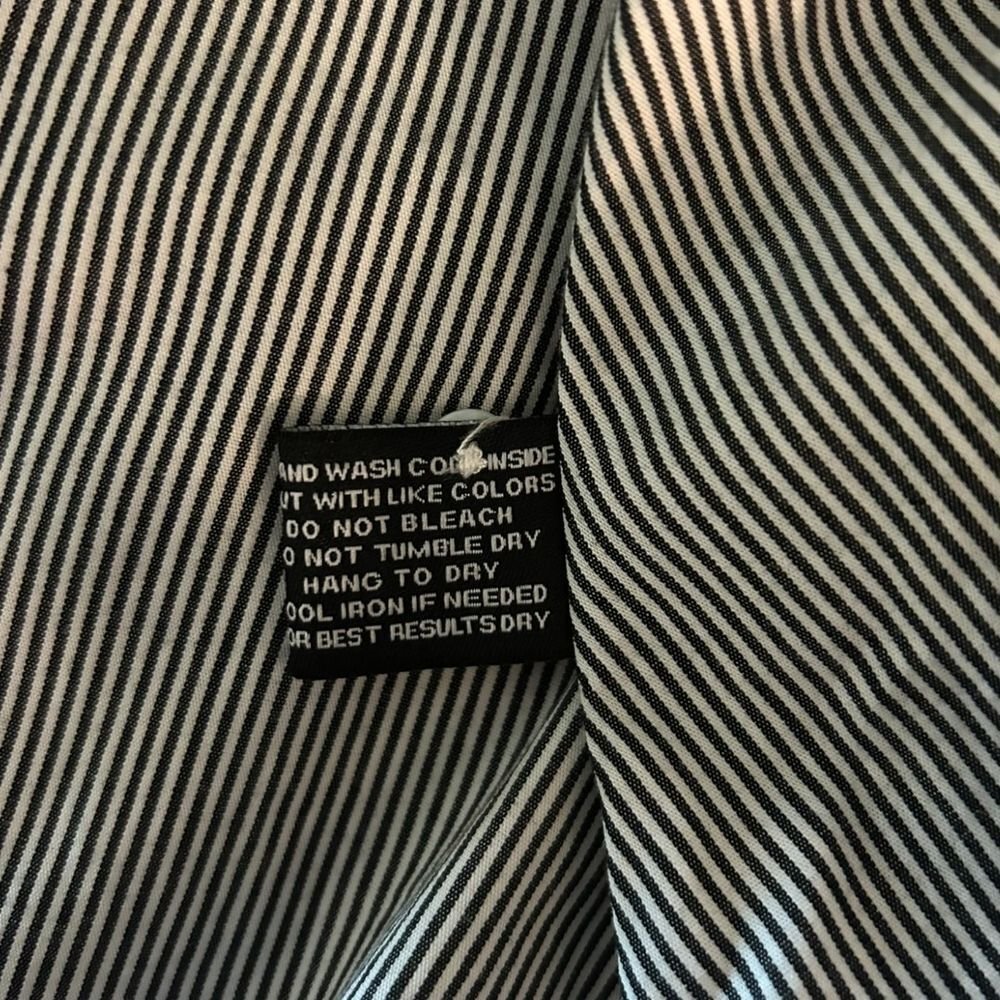 AND WASH COOL INSIDE
UT WITH LIKE COLORS
DO NOT BLEACH
O NOT TUMBLE DRY
HANG TO DRY
OOL IRON IF NEEDED
OR BEST RESULTS DRY